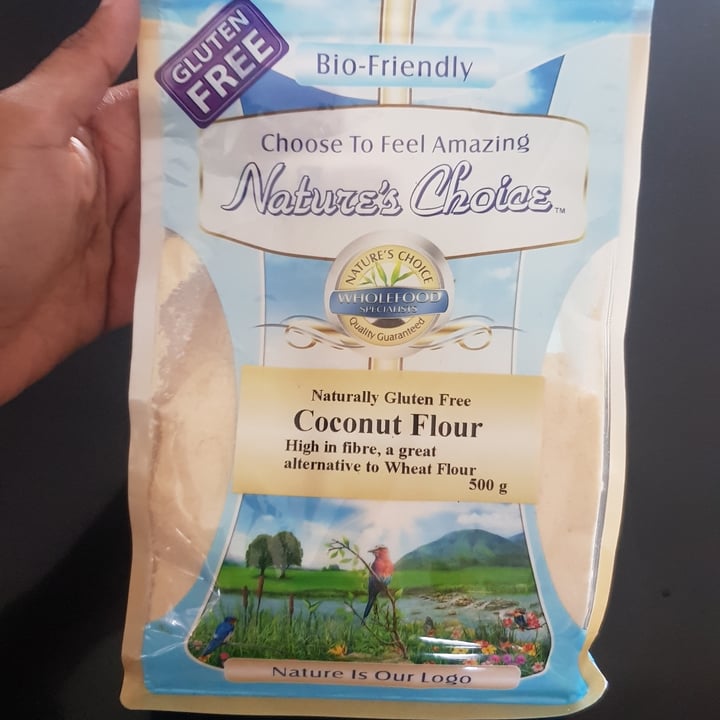 GLUTEN
FREE
Bio-Friendly
Choose To Feel Amazing
Nature's Choice™
NATURE'S CHOICE
WHOLEFOOD
SPECIALISTS
Quality Guaranteed
Naturally Gluten Free
Coconut Flour
High in fibre, a great
alternative to Wheat Flour
500 g
Nature Is Our Logo